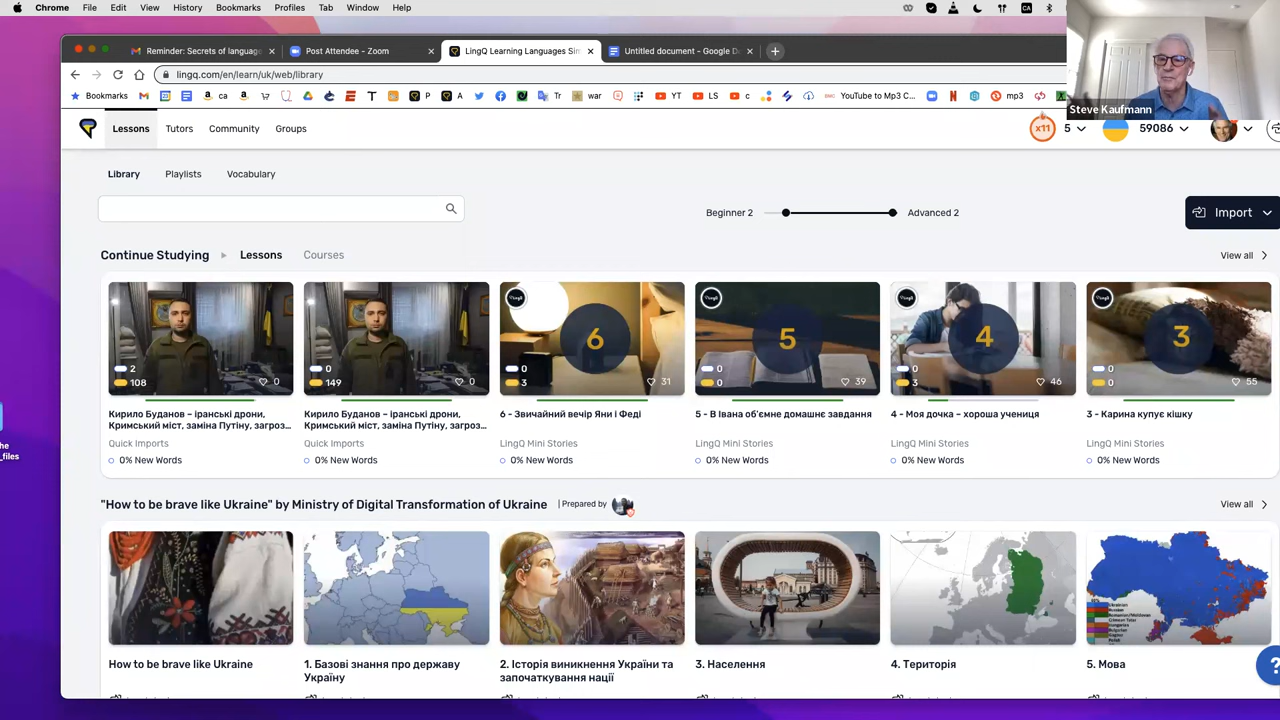 Chrome File Edit View History Bookmarks Profiles Tab Window Help
CA
Reminder: Secrets of language
Post Attendee - Zoom
LingQ Learning Languages Sim
Untitled document - Google D
lingq.com/en/learn/uk/web/library
Bookmarks ca P A Tr war YT LS c YouTube to Mp3 C... mp3
Steve Kaufmann
Lessons Tutors Community Groups
x11 5 59086
Library Playlists Vocabulary
Beginner 2 Advanced 2
Import
Continue Studying Lessons Courses View all
6 5 4 3
2 0 0 0 0 0
108 0 149 0 3 31 0 39 3 46 0 55
Кирило Буданов – іранські дрони, Кримський міст, заміна Путіну, загроз...
Quick Imports
0% New Words
Кирило Буданов – іранські дрони, Кримський міст, заміна Путіну, загроз...
Quick Imports
0% New Words
6 - Звичайний вечір Яни і Феді
LingQ Mini Stories
0% New Words
5 - В Івана об'ємне домашнє завдання
LingQ Mini Stories
0% New Words
4 - Моя дочка – хороша учениця
LingQ Mini Stories
0% New Words
3 - Карина купує кішку
LingQ Mini Stories
0% New Words
he
_files
"How to be brave like Ukraine" by Ministry of Digital Transformation of Ukraine | Prepared by View all
How to be brave like Ukraine
1. Базові знання про державу Україну
2. Історія виникнення України та започаткування нації
3. Населення
4. Територія
5. Мова
?